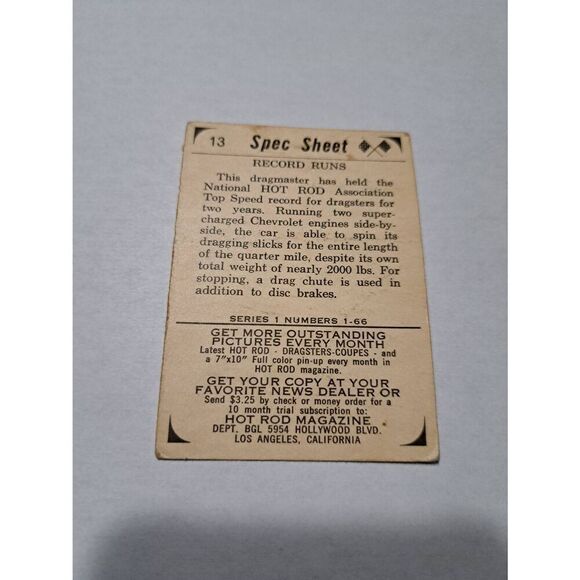 13 Spec Sheet
RECORD RUNS
This dragmaster has held the
National HOT ROD Association
Top Speed record for dragsters for
two years. Running two super-
charged Chevrolet engines side-by-
side, the car is able to spin its
dragging slicks for the entire length
of the quarter mile, despite its own
total weight of nearly 2000 lbs. For
stopping, a drag chute is used in
addition to disc brakes.
SERIES 1 NUMBERS 1-66
GET MORE OUTSTANDING
PICTURES EVERY MONTH
Latest HOT ROD - DRAGSTERS-COUPES - and
a 7"x10" Full color pin-up every month in
HOT ROD magazine.
GET YOUR COPY AT YOUR
FAVORITE NEWS DEALER OR
Send $3.25 by check or money order for a
10 month trial subscription to:
HOT ROD MAGAZINE
DEPT. BGL 5954 HOLLYWOOD BLVD.
LOS ANGELES, CALIFORNIA